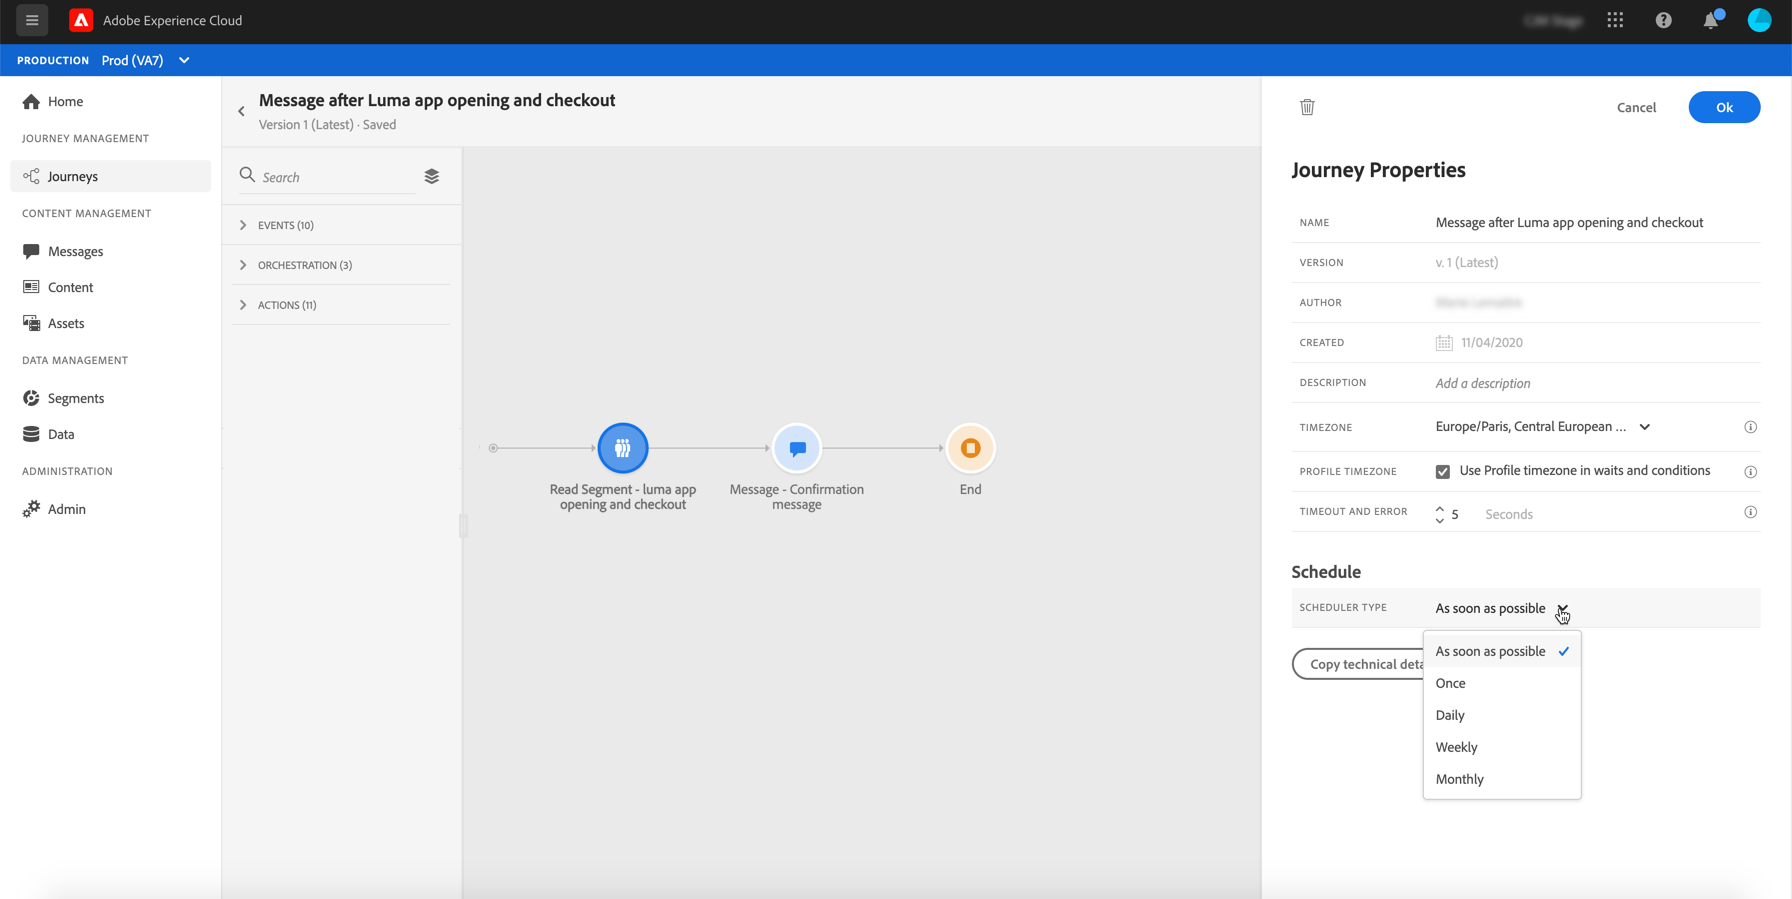 Adobe Experience Cloud
PRODUCTION Prod (VA7)
Home
JOURNEY MANAGEMENT
Journeys
CONTENT MANAGEMENT
Messages
Content
Assets
DATA MANAGEMENT
Segments
Data
ADMINISTRATION
Admin
Message after Luma app opening and checkout
Version 1 (Latest) · Saved
Search
EVENTS (10)
ORCHESTRATION (3)
ACTIONS (11)
Read Segment - luma app
opening and checkout
Message - Confirmation
message
End
Cancel
Ok
Journey Properties
NAME Message after Luma app opening and checkout
VERSION v. 1 (Latest)
AUTHOR
CREATED 11/04/2020
DESCRIPTION Add a description
TIMEZONE Europe/Paris, Central European ...
PROFILE TIMEZONE Use Profile timezone in waits and conditions
TIMEOUT AND ERROR 5 Seconds
Schedule
SCHEDULER TYPE As soon as possible
As soon as possible
Copy technical deta
Once
Daily
Weekly
Monthly